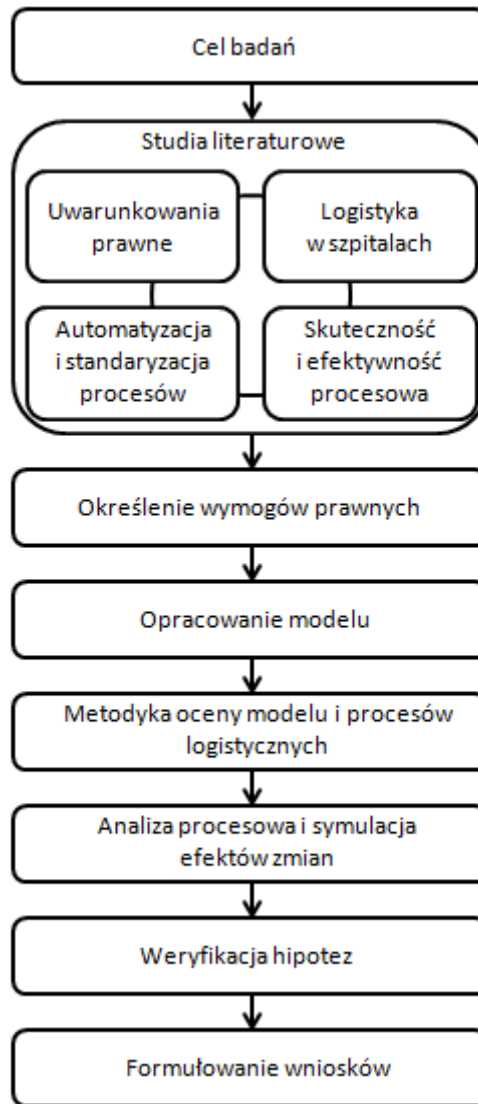 Cel badań
Studia literaturowe
Uwarunkowania
prawne
Logistyka
w szpitalach
Automatyzacja
i standaryzacja
procesów
Skuteczność
i efektywność
procesowa
Określenie wymogów prawnych
Opracowanie modelu
Metodyka oceny modelu i procesów
logistycznych
Analiza procesowa i symulacja
efektów zmian
Weryfikacja hipotez
Formułowanie wniosków